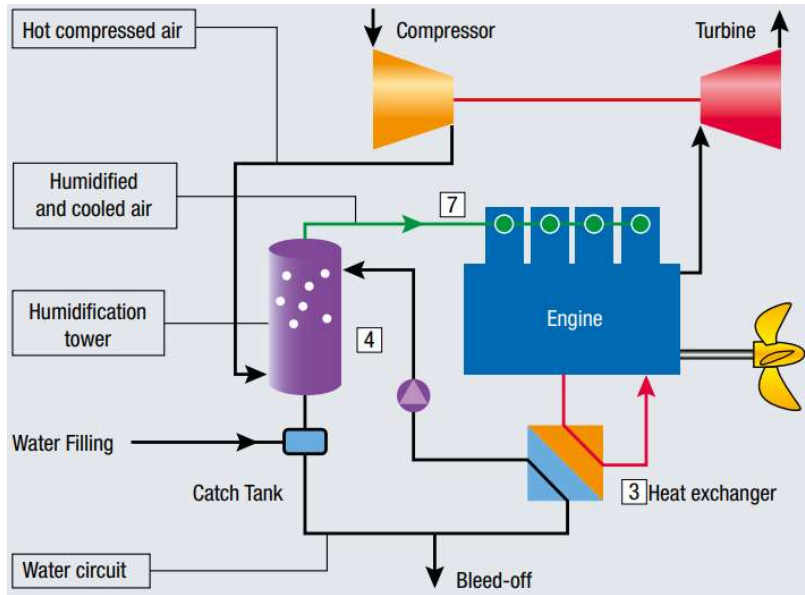 Hot compressed air
Compressor
Turbine
Humidified
and cooled air
7
Humidification
tower
4
Engine
Water Filling
Catch Tank
3 Heat exchanger
Water circuit
Bleed-off